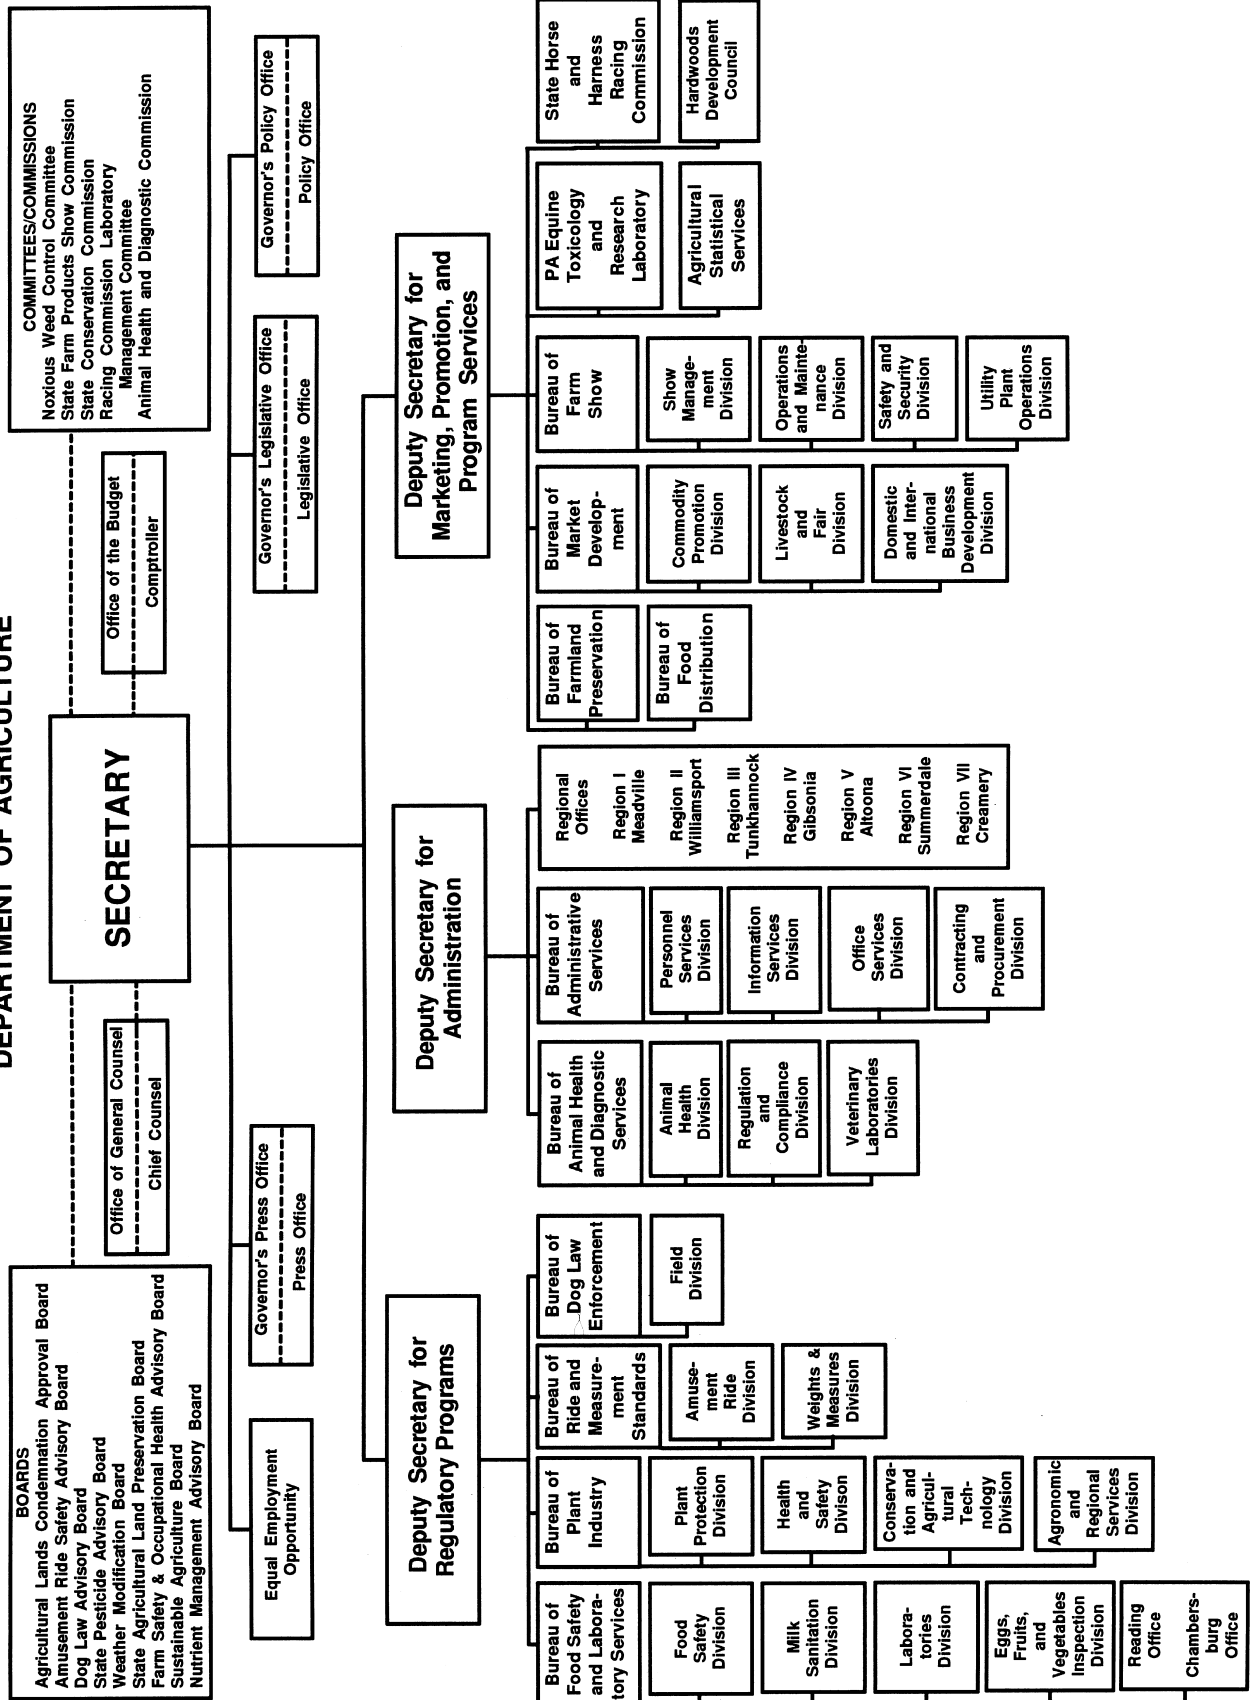 DEPARTMENT OF AGRICULTURE
BOARDS
Agricultural Lands Condemnation Approval Board
Amusement Ride Safety Advisory Board
Dog Law Advisory Board
State Pesticide Advisory Board
Weather Modification Board
State Agricultural Land Preservation Board
Farm Safety & Occupational Health Advisory Board
Sustainable Agriculture Board
Nutrient Management Advisory Board
SECRETARY
COMMITTEES/COMMISSIONS
Noxious Weed Control Committee
State Farm Products Show Commission
State Conservation Commission
Racing Commission Laboratory
Management Committee
Animal Health and Diagnostic Commission
Office of General Counsel
Chief Counsel
Office of the Budget
Comptroller
Equal Employment
Opportunity
Governor's Press Office
Press Office
Governor's Legislative Office
Legislative Office
Governor's Policy Office
Policy Office
Deputy Secretary for
Regulatory Programs
Deputy Secretary for
Administration
Deputy Secretary for
Marketing, Promotion, and
Program Services
Bureau of
Food Safety
and Labora-
tory Services
Food
Safety
Division
Milk
Sanitation
Division
Labora-
tories
Division
Eggs,
Fruits,
and
Vegetables
Inspection
Division
Reading
Office
Chambers-
burg
Office
Bureau of
Plant
Industry
Plant
Protection
Division
Health
and
Safety
Divison
Conserva-
tion and
Agricul-
tural
Tech-
nology
Division
Agronomic
and
Regional
Services
Division
Bureau of
Ride and
Measure-
ment
Standards
Amuse-
ment
Ride
Division
Weights &
Measures
Division
Bureau of
Dog Law
Enforcement
Field
Division
Bureau of
Animal Health
and Diagnostic
Services
Animal
Health
Division
Regulation
and
Compliance
Division
Veterinary
Laboratories
Division
Bureau of
Administrative
Services
Personnel
Services
Division
Information
Services
Division
Office
Services
Division
Contracting
and
Procurement
Division
Regional
Offices
Region I
Meadville
Region II
Williamsport
Region III
Tunkhannock
Region IV
Gibsonia
Region V
Altoona
Region VI
Summerdale
Region VII
Creamery
Bureau of
Farmland
Preservation
Bureau of
Food
Distribution
Bureau of
Market
Develop-
ment
Commodity
Promotion
Division
Livestock
and
Fair
Division
Domestic
and Inter-
national
Business
Development
Division
Bureau of
Farm
Show
Show
Manage-
ment
Division
Operations
and Mainte-
nance
Division
Safety and
Security
Division
Utility
Plant
Operations
Division
PA Equine
Toxicology
and
Research
Laboratory
Agricultural
Statistical
Services
State Horse
and
Harness
Racing
Commission
Hardwoods
Development
Council